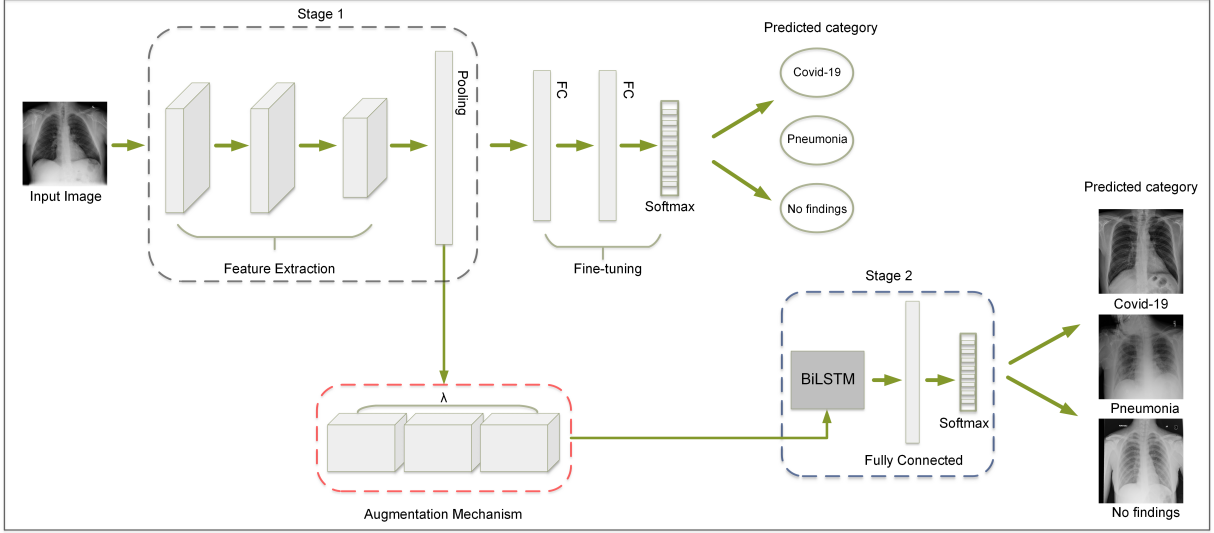 Stage 1
Predicted category
Covid-19
Pooling
FC
FC
Pneumonia
Input Image
Softmax
No findings
Feature Extraction
Fine-tuning
Predicted category
Stage 2
Covid-19
BiLSTM
λ
Pneumonia
Softmax
Fully Connected
Augmentation Mechanism
No findings